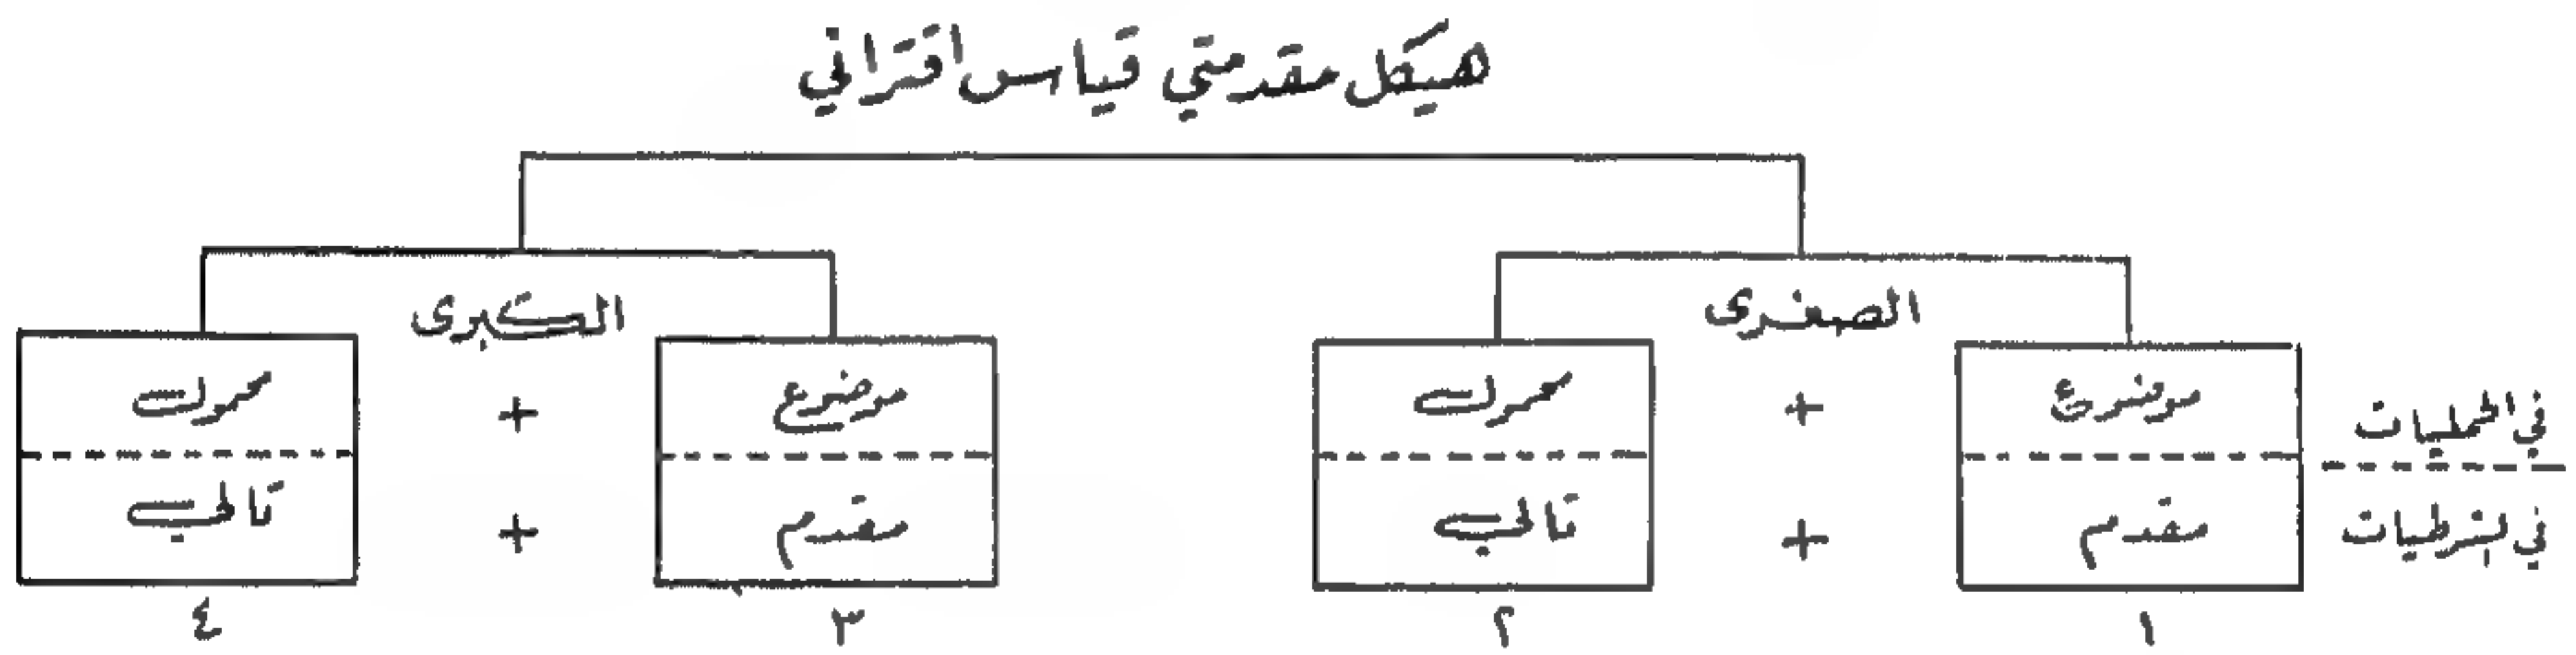 هيكل مقدمتي قياس اقتراني
الصغرى الكبرى
في الحمليات موضوع + محمول موضوع + محمول
في الشرطيات مقدم + تالي مقدم + تالي
١ ٢ ٣ ٤